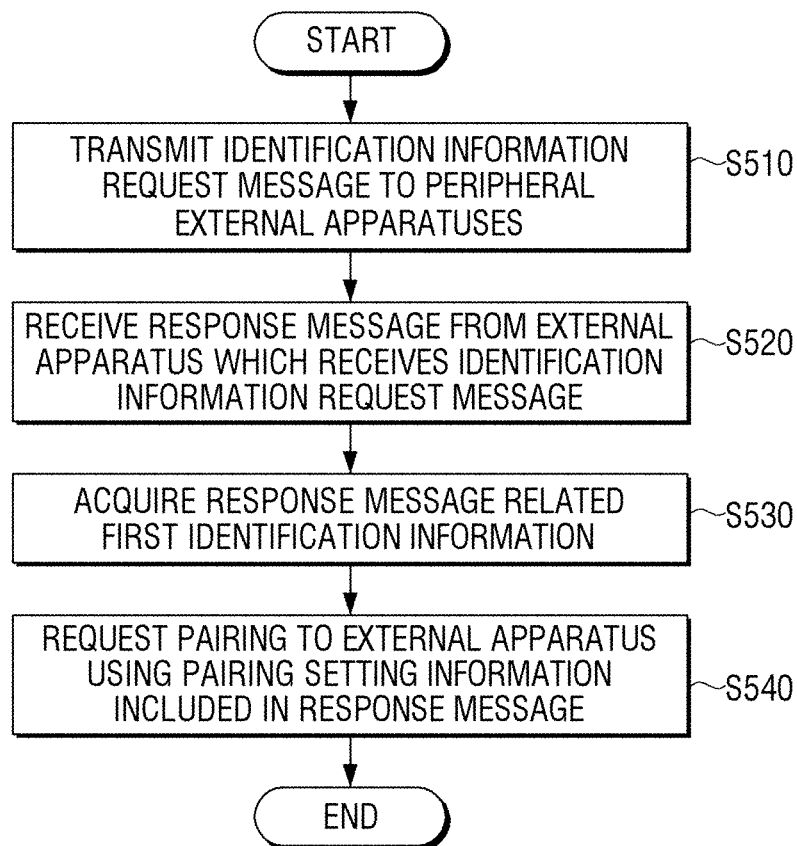 START
TRANSMIT IDENTIFICATION INFORMATION
REQUEST MESSAGE TO PERIPHERAL
EXTERNAL APPARATUSES
S510
RECEIVE RESPONSE MESSAGE FROM EXTERNAL
APPARATUS WHICH RECEIVES IDENTIFICATION
INFORMATION REQUEST MESSAGE
S520
ACQUIRE RESPONSE MESSAGE RELATED
FIRST IDENTIFICATION INFORMATION
S530
REQUEST PAIRING TO EXTERNAL APPARATUS
USING PAIRING SETTING INFORMATION
INCLUDED IN RESPONSE MESSAGE
S540
END